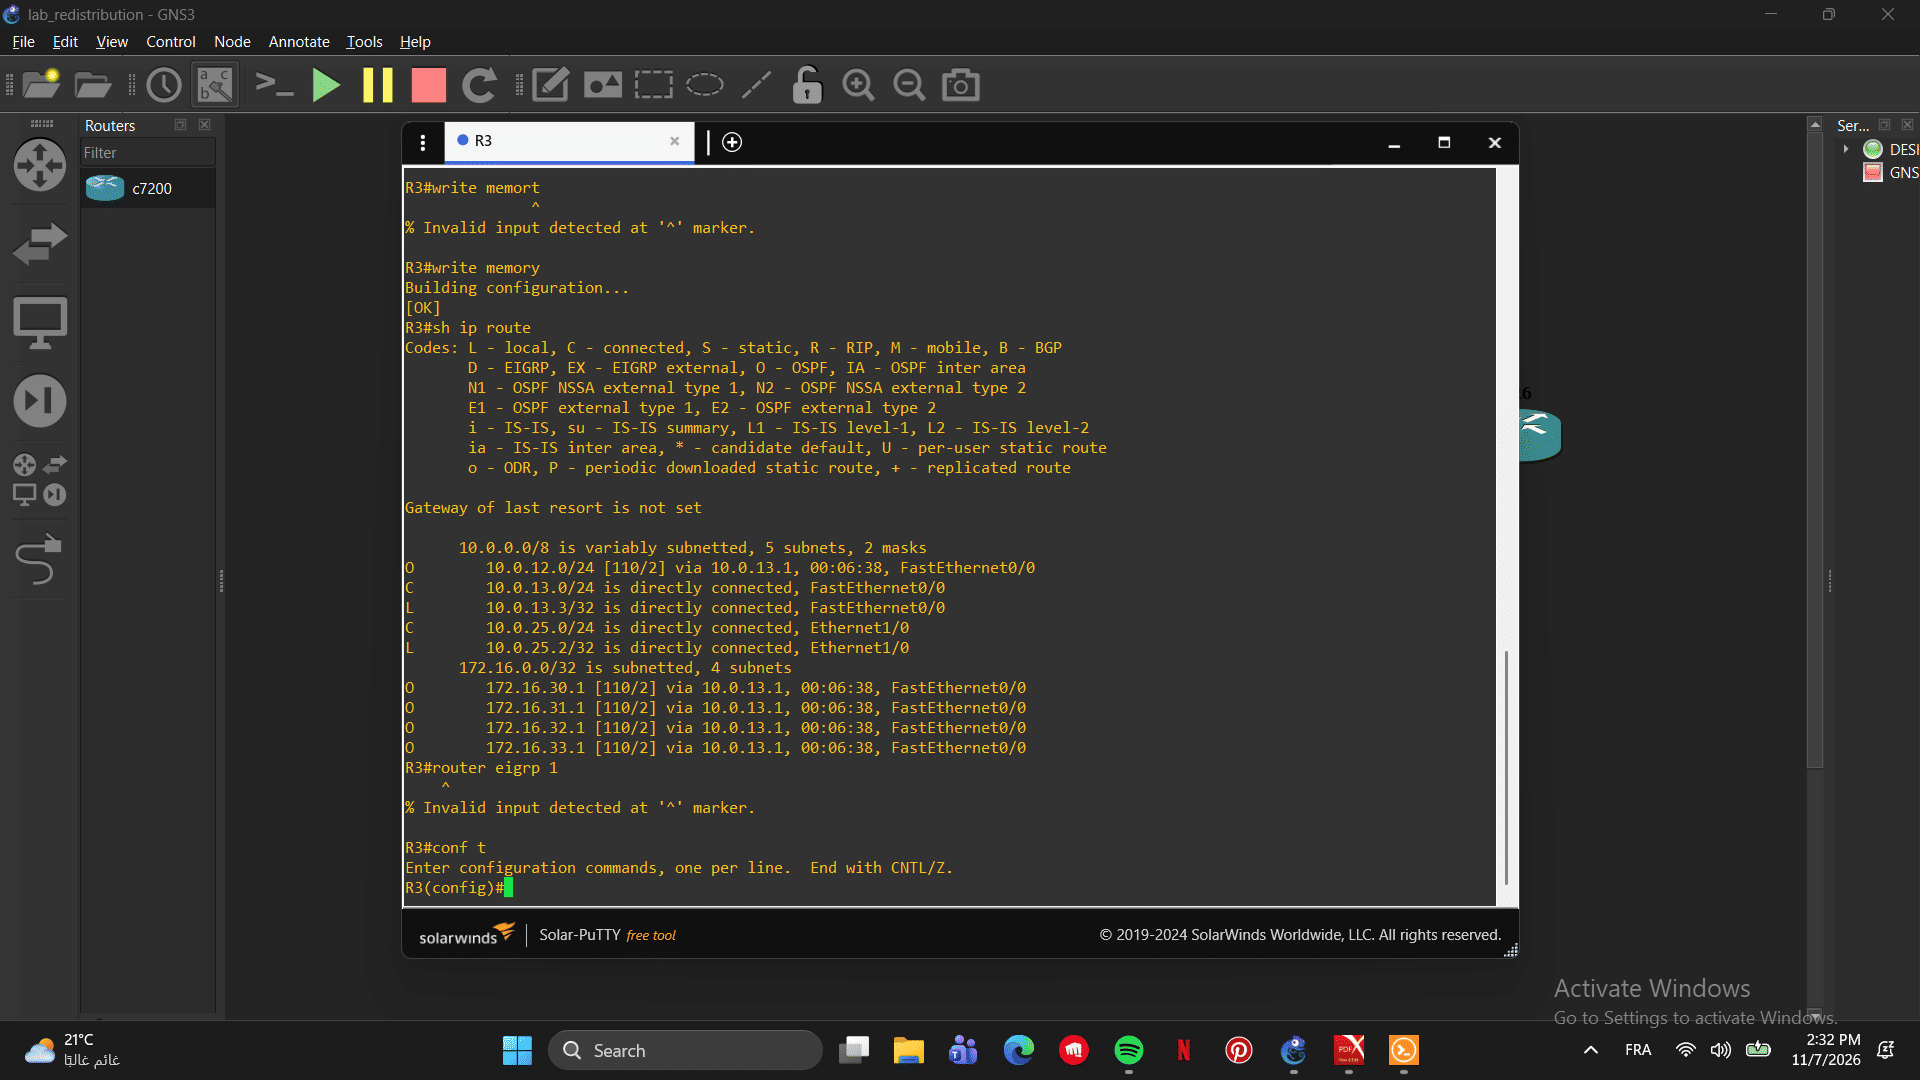 lab_redistribution - GNS3
File Edit View Control Node Annotate Tools Help
Routers
Filter
c7200
R3
Ser...
DESH
GNS
R3#write memort
^
% Invalid input detected at '^' marker.
R3#write memory
Building configuration...
[OK]
R3#sh ip route
Codes: L - local, C - connected, S - static, R - RIP, M - mobile, B - BGP
D - EIGRP, EX - EIGRP external, O - OSPF, IA - OSPF inter area
N1 - OSPF NSSA external type 1, N2 - OSPF NSSA external type 2
E1 - OSPF external type 1, E2 - OSPF external type 2
i - IS-IS, su - IS-IS summary, L1 - IS-IS level-1, L2 - IS-IS level-2
ia - IS-IS inter area, * - candidate default, U - per-user static route
o - ODR, P - periodic downloaded static route, + - replicated route
Gateway of last resort is not set
10.0.0.0/8 is variably subnetted, 5 subnets, 2 masks
O 10.0.12.0/24 [110/2] via 10.0.13.1, 00:06:38, FastEthernet0/0
C 10.0.13.0/24 is directly connected, FastEthernet0/0
L 10.0.13.3/32 is directly connected, FastEthernet0/0
C 10.0.25.0/24 is directly connected, Ethernet1/0
L 10.0.25.2/32 is directly connected, Ethernet1/0
172.16.0.0/32 is subnetted, 4 subnets
O 172.16.30.1 [110/2] via 10.0.13.1, 00:06:38, FastEthernet0/0
O 172.16.31.1 [110/2] via 10.0.13.1, 00:06:38, FastEthernet0/0
O 172.16.32.1 [110/2] via 10.0.13.1, 00:06:38, FastEthernet0/0
O 172.16.33.1 [110/2] via 10.0.13.1, 00:06:38, FastEthernet0/0
R3#router eigrp 1
^
% Invalid input detected at '^' marker.
R3#conf t
Enter configuration commands, one per line. End with CNTL/Z.
R3(config)#
6
solarwinds
Solar-PuTTY free tool
© 2019-2024 SolarWinds Worldwide, LLC. All rights reserved.
Activate Windows
Go to Settings to activate Windows.
21°C
غائم غالبًا
Search
FRA
2:32 PM
11/7/2026